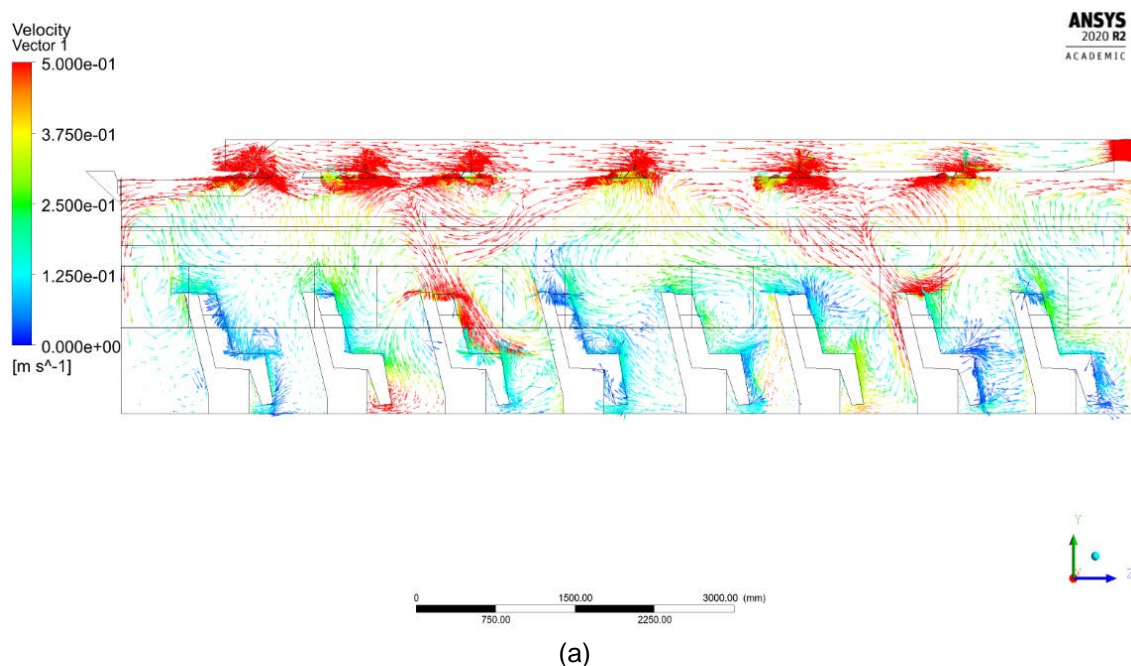 Velocity
Vector 1
5.000e-01
3.750e-01
2.500e-01
1.250e-01
0.000e+00
[m s^-1]
ANSYS
2020 R2
ACADEMIC
Y
X
Z
0 1500.00 3000.00 (mm)
750.00 2250.00
(a)